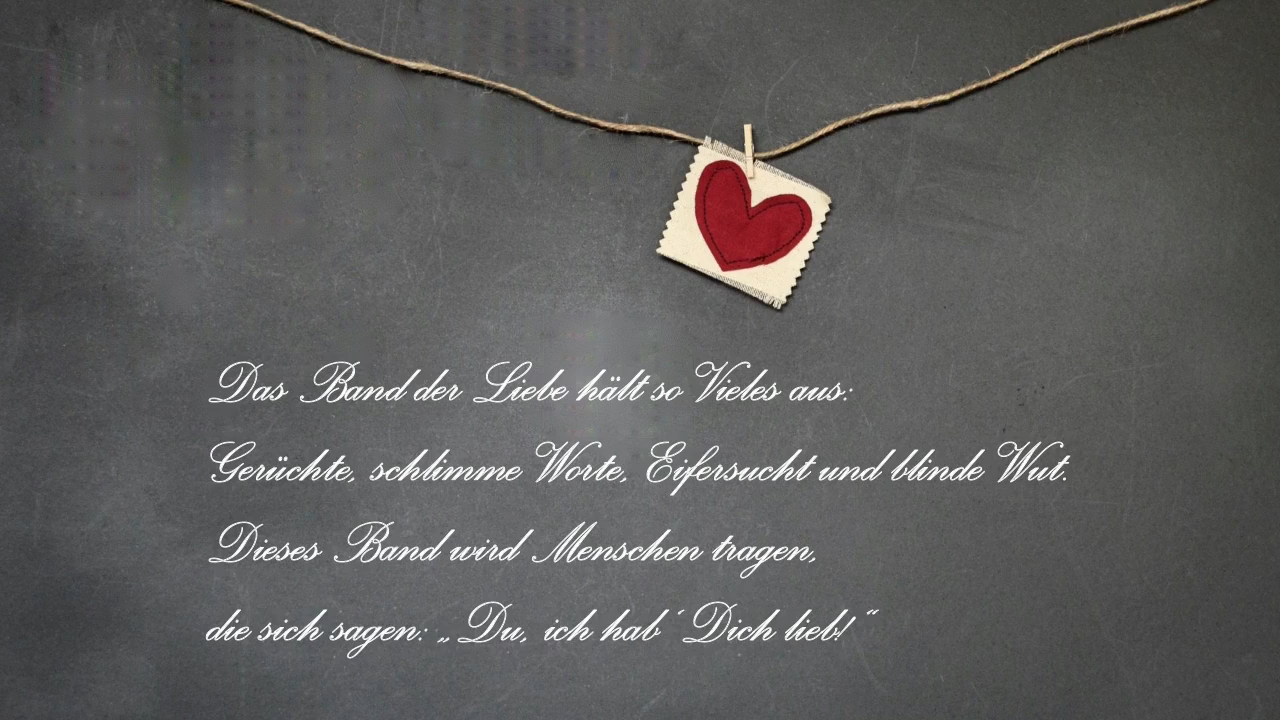 Das Band der Liebe hält so Vieles aus:
Gerüchte, schlimme Worte, Eifersucht und blinde Wut.
Dieses Band wird Menschen tragen,
die sich sagen: „Du, ich hab´ Dich lieb!“